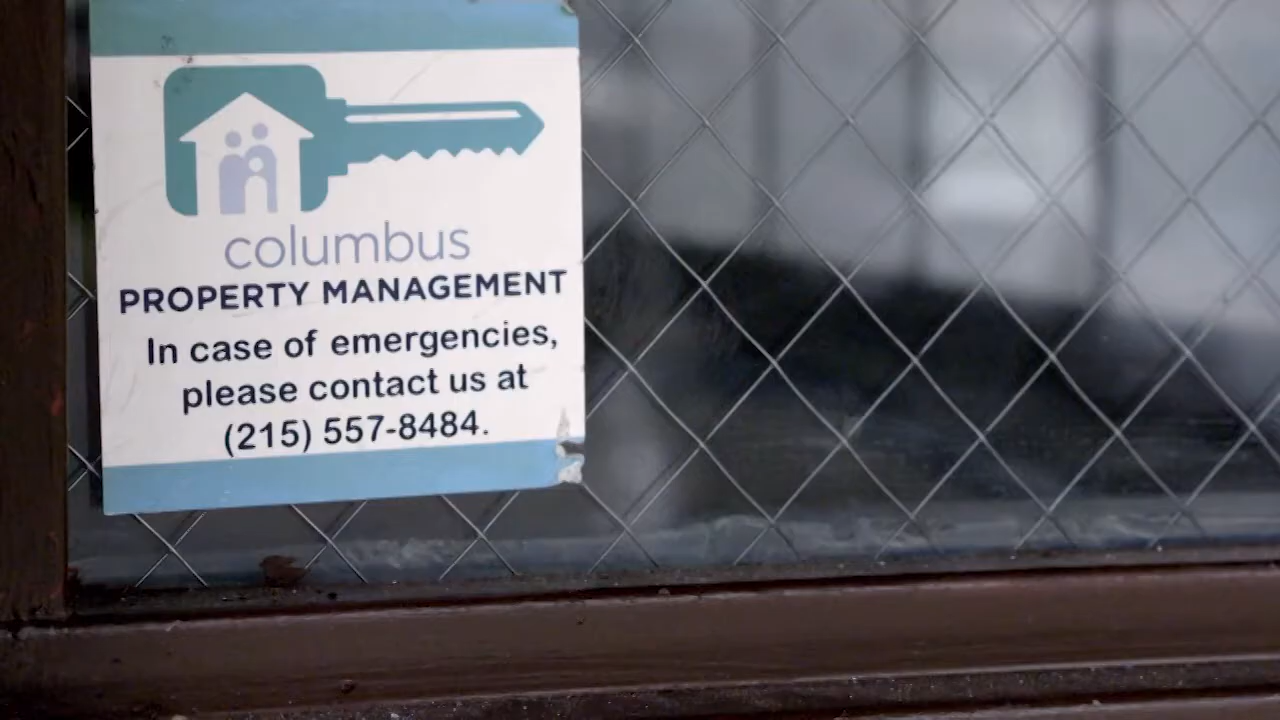 columbus
PROPERTY MANAGEMENT
In case of emergencies,
please contact us at
(215) 557-8484.